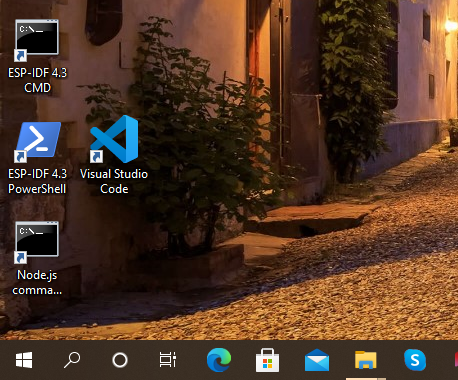 ESP-IDF 4.3
CMD
ESP-IDF 4.3
PowerShell
Visual Studio
Code
Node.js
comma...